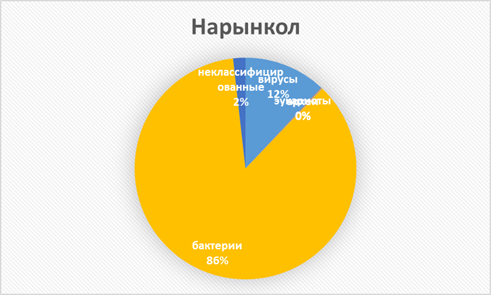 Нарынкол
неклассифицир
ованные
2%
вирусы
12%
0%
бактерии
86%